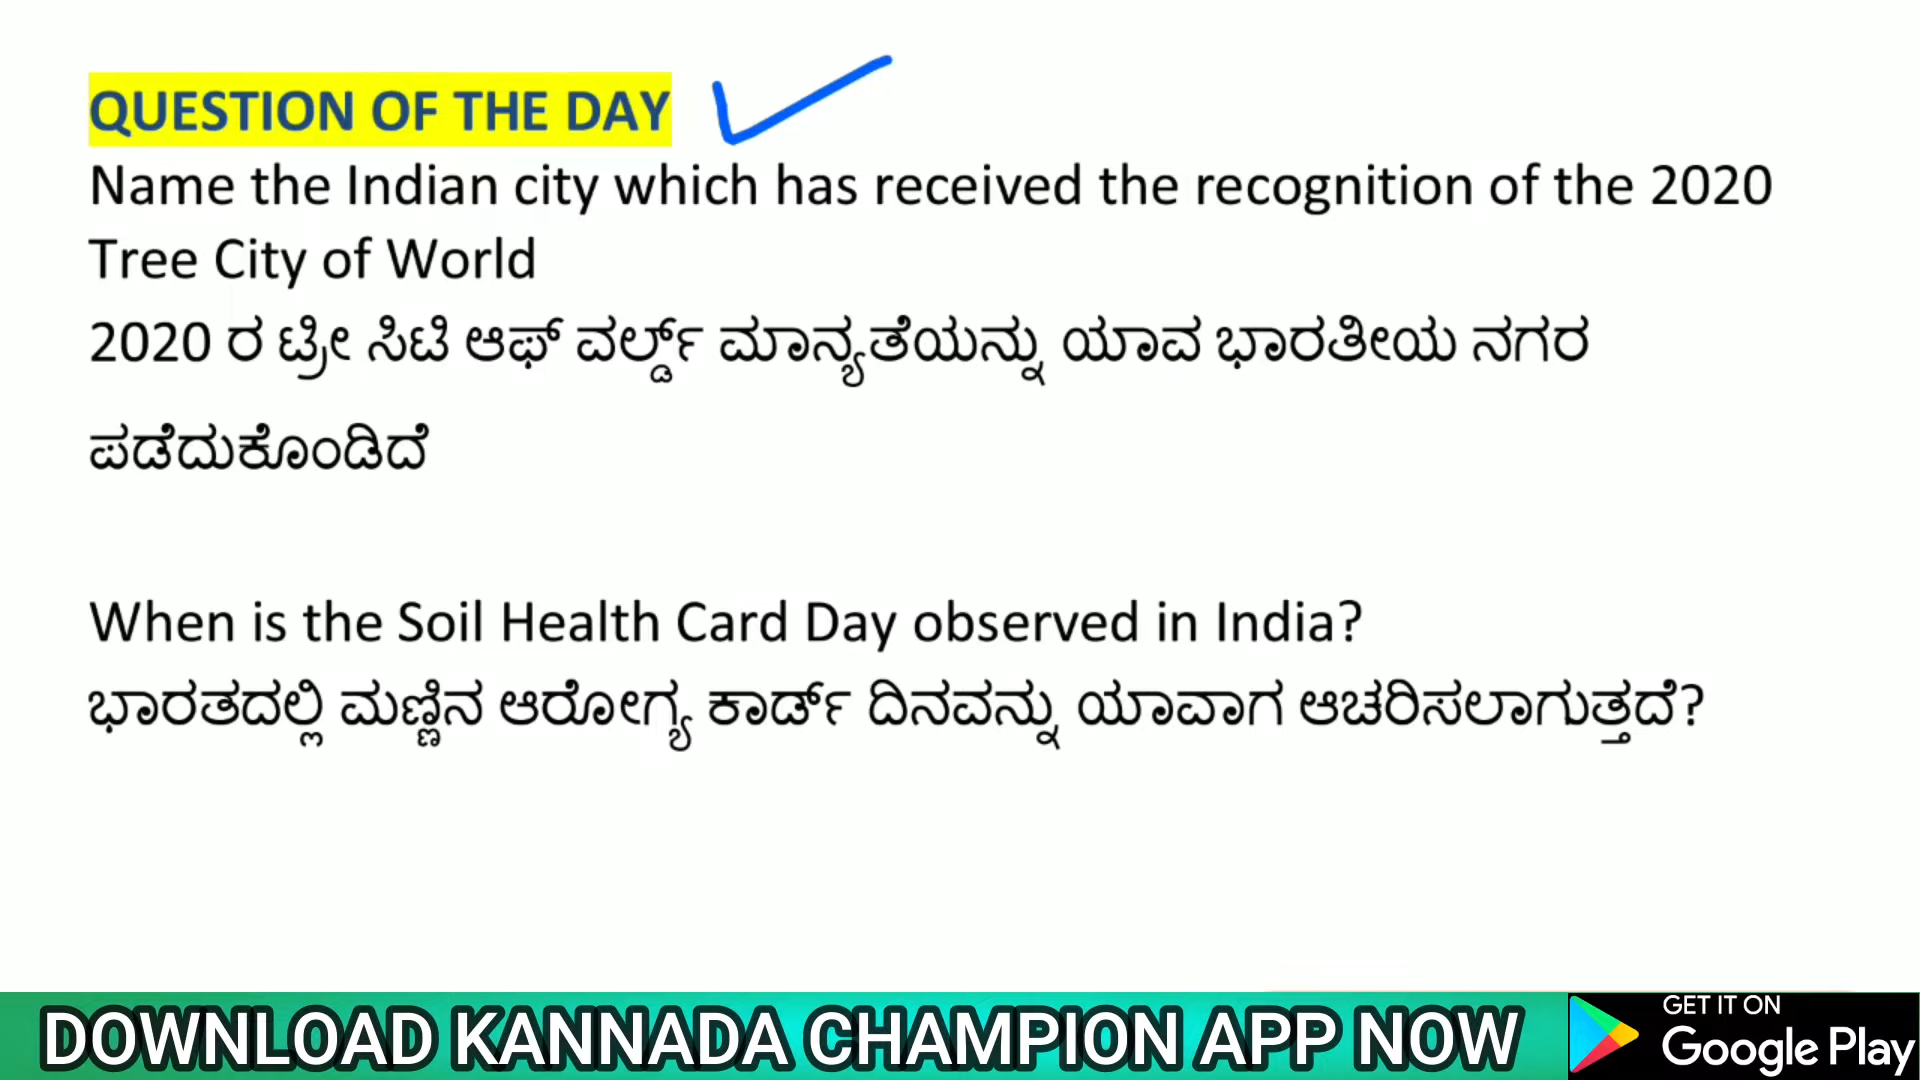 QUESTION OF THE DAY
Name the Indian city which has received the recognition of the 2020
Tree City of World
2020 ರ ಟ್ರೀ ಸಿಟಿ ಆಫ್ ವರ್ಲ್ಡ್ ಮಾನ್ಯತೆಯನ್ನು ಯಾವ ಭಾರತೀಯ ನಗರ
ಪಡೆದುಕೊಂಡಿದೆ
When is the Soil Health Card Day observed in India?
ಭಾರತದಲ್ಲಿ ಮಣ್ಣಿನ ಆರೋಗ್ಯ ಕಾರ್ಡ್ ದಿನವನ್ನು ಯಾವಾಗ ಆಚರಿಸಲಾಗುತ್ತದೆ?
DOWNLOAD KANNADA CHAMPION APP NOW
GET IT ON
Google Play